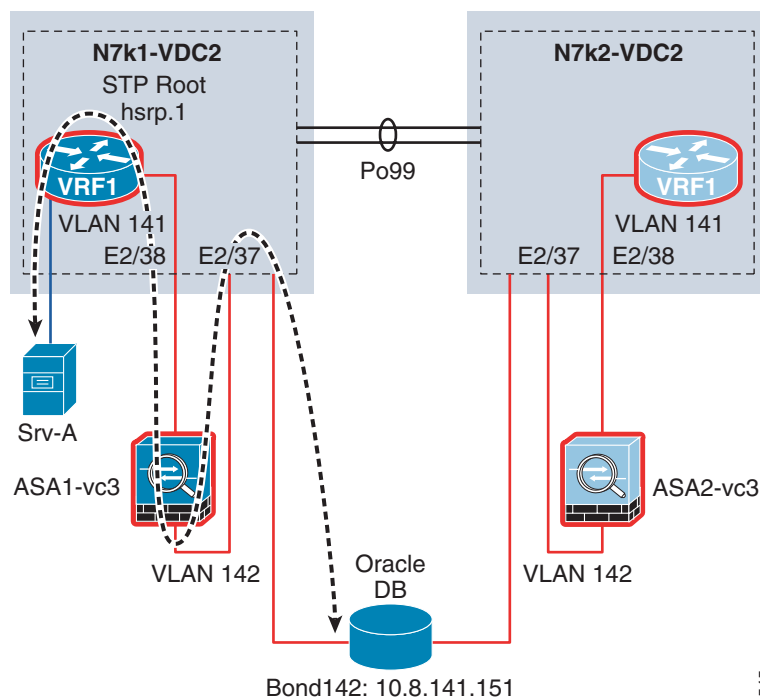 N7k1-VDC2
STP Root
hsrp.1
VRF1
VLAN 141
E2/38
E2/37
Po99
N7k2-VDC2
VRF1
VLAN 141
E2/37
E2/38
Srv-A
ASA1-vc3
VLAN 142
Oracle
DB
ASA2-vc3
VLAN 142
Bond142: 10.8.141.151